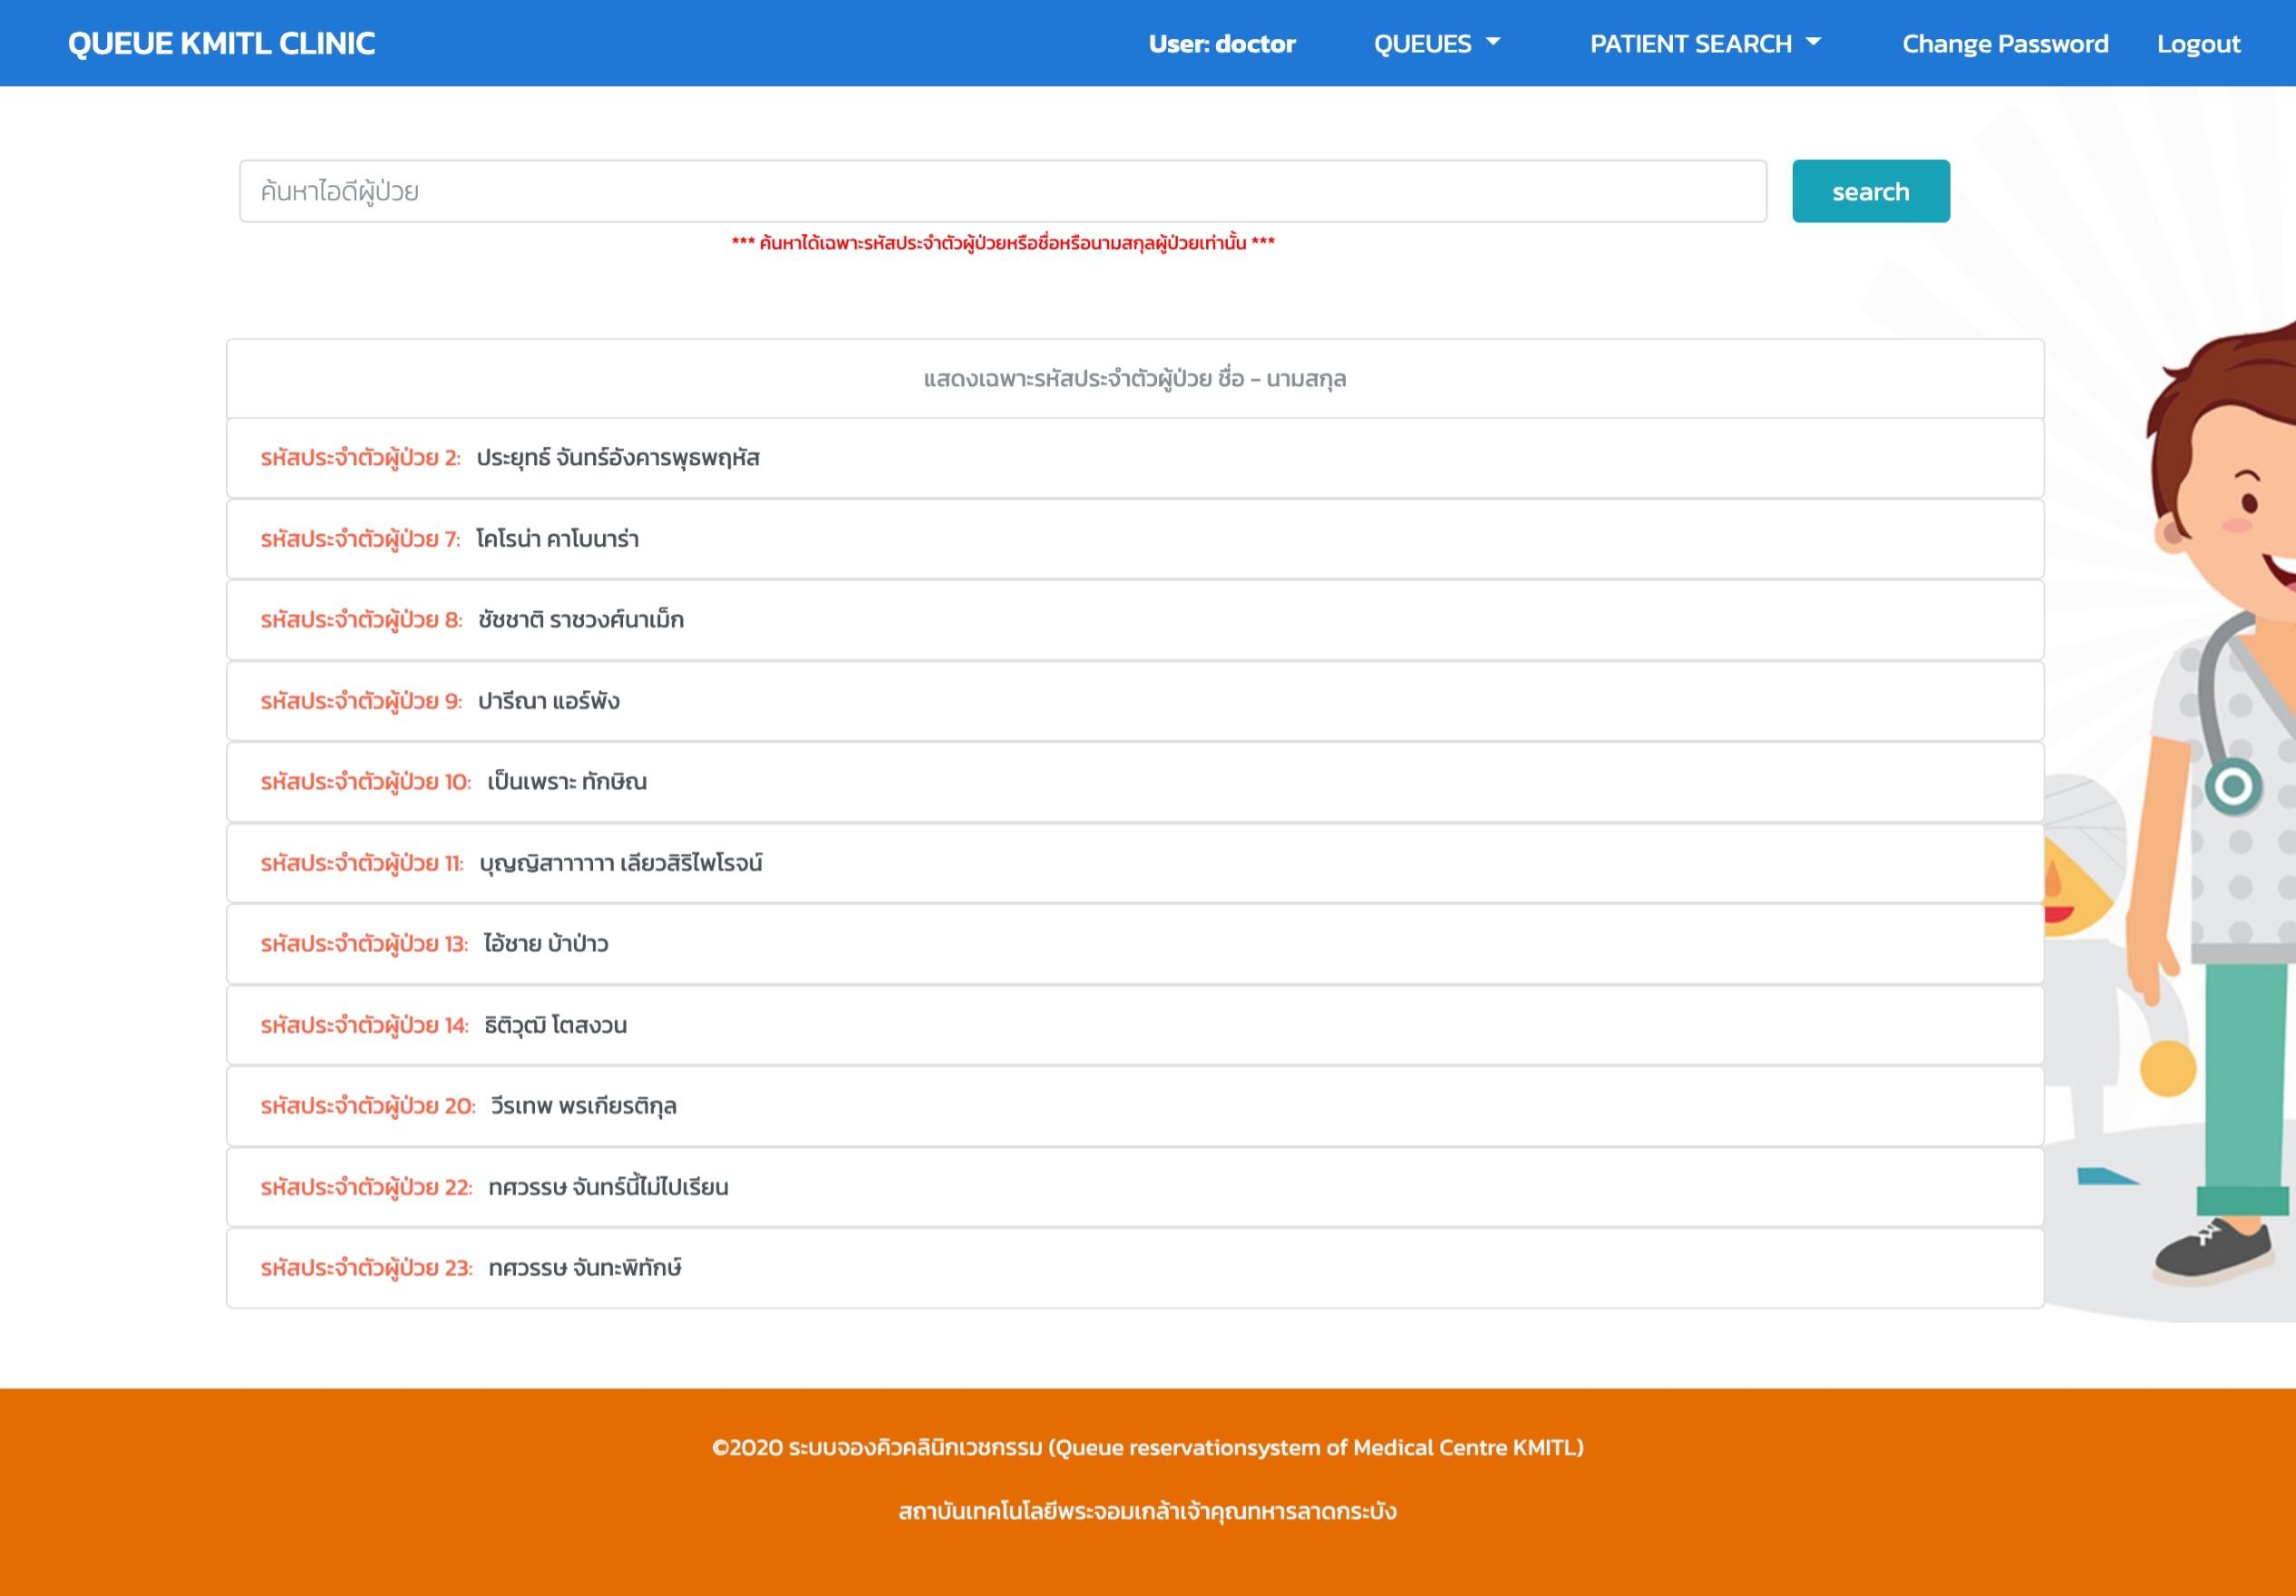 QUEUE KMITL CLINIC User: doctor QUEUES PATIENT SEARCH Change Password Logout
ค้นหาไอดีผู้ป่วย search
*** ค้นหาได้เฉพาะรหัสประจำตัวผู้ป่วยหรือชื่อหรือนามสกุลผู้ป่วยเท่านั้น ***
แสดงเฉพาะรหัสประจำตัวผู้ป่วย ชื่อ - นามสกุล
รหัสประจำตัวผู้ป่วย 2: ประยุทธ์ จันทร์อังคารพุธพฤหัส
รหัสประจำตัวผู้ป่วย 7: โคโรน่า คาโบนาร่า
รหัสประจำตัวผู้ป่วย 8: ชัชชาติ ราชวงศ์นาเม็ก
รหัสประจำตัวผู้ป่วย 9: ปารีณา แอร์พัง
รหัสประจำตัวผู้ป่วย 10: เป็นเพราะ ทักษิณ
รหัสประจำตัวผู้ป่วย 11: บุญญิสาาาาาา เลียวสิริไพโรจน์
รหัสประจำตัวผู้ป่วย 13: ไอ้ชาย บ้าป่าว
รหัสประจำตัวผู้ป่วย 14: ธิติวุฒิ โตสงวน
รหัสประจำตัวผู้ป่วย 20: วีรเทพ พรเกียรติกุล
รหัสประจำตัวผู้ป่วย 22: ทศวรรษ จันทร์นี้ไม่ไปเรียน
รหัสประจำตัวผู้ป่วย 23: ทศวรรษ จันทะพิทักษ์
©2020 ระบบจองคิวคลินิกเวชกรรม (Queue reservationsystem of Medical Centre KMITL)
สถาบันเทคโนโลยีพระจอมเกล้าเจ้าคุณทหารลาดกระบัง